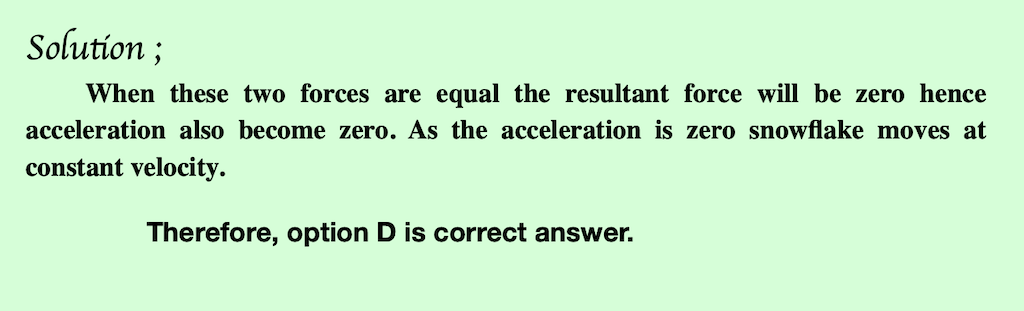 Solution ;
When these two forces are equal the resultant force will be zero hence
acceleration also become zero. As the acceleration is zero snowflake moves at
constant velocity.
Therefore, option D is correct answer.